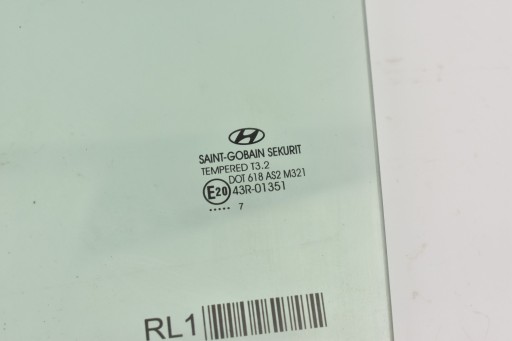 SAINT-GOBAIN SEKURIT
TEMPERED T3.2
DOT 618 AS2 M321
E20 43R-01351
..... 7
RL1